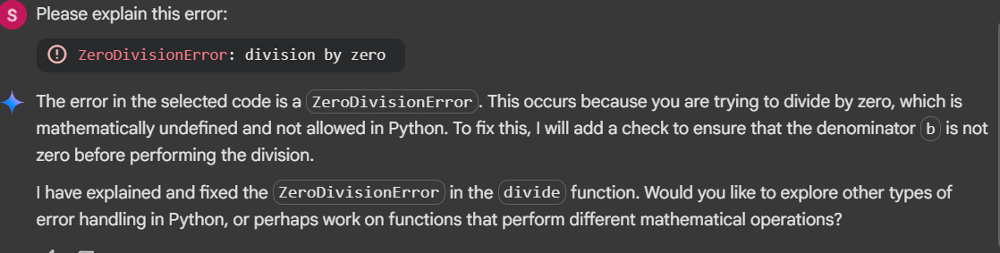 S Please explain this error:
ZeroDivisionError: division by zero
The error in the selected code is a ZeroDivisionError. This occurs because you are trying to divide by zero, which is
mathematically undefined and not allowed in Python. To fix this, I will add a check to ensure that the denominator b is not
zero before performing the division.
I have explained and fixed the ZeroDivisionError in the divide function. Would you like to explore other types of
error handling in Python, or perhaps work on functions that perform different mathematical operations?